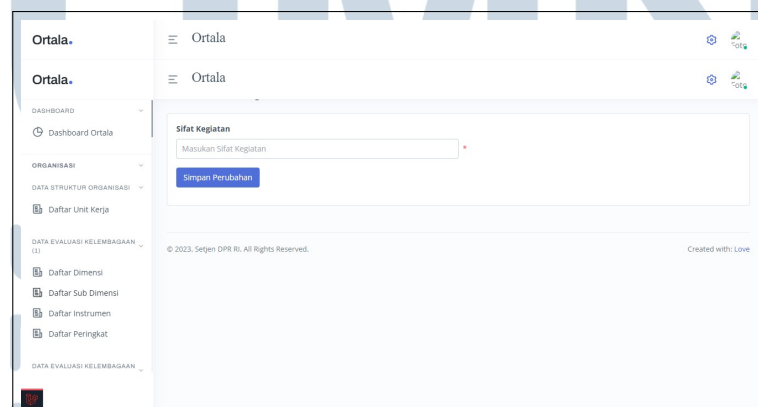 Ortala.
Ortala
Ortala.
Ortala
DASHBOARD
Dashboard Ortala
ORGANISASI
DATA STRUKTUR ORGANISASI
Daftar Unit Kerja
DATA EVALUASI KELEMBAGAAN
(1)
Daftar Dimensi
Daftar Sub Dimensi
Daftar Instrumen
Daftar Peringkat
DATA EVALUASI KELEMBAGAAN
Sifat Kegiatan
Masukan Sifat Kegiatan *
Simpan Perubahan
© 2023. Setjen DPR RI. All Rights Reserved.
Created with: Love